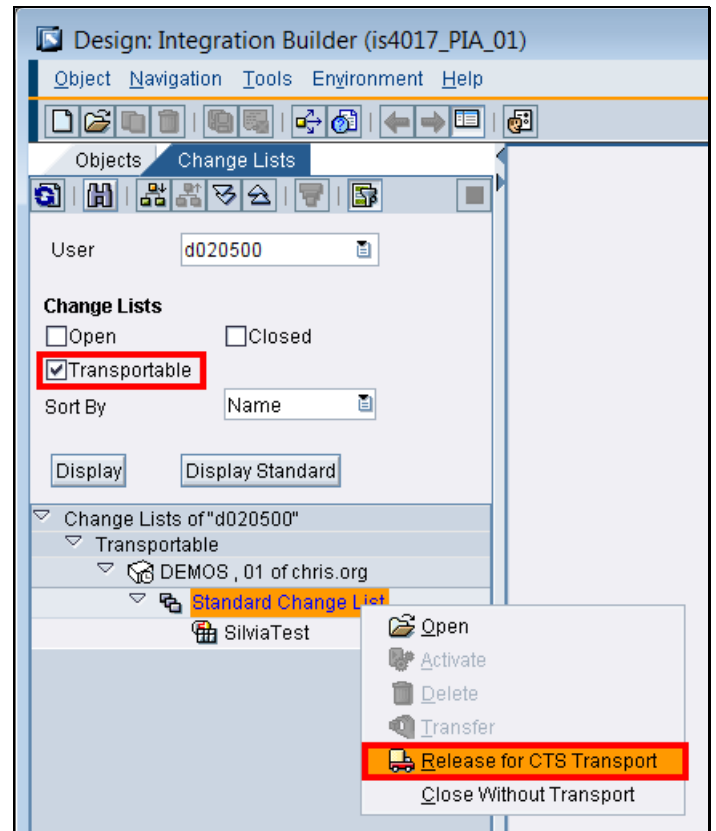 Design: Integration Builder (is4017_PIA_01)
Object Navigation Tools Environment Help
Objects Change Lists
User d020500
Change Lists
Open Closed
Transportable
Sort By Name
Display Display Standard
Change Lists of "d020500"
Transportable
DEMOS , 01 of chris.org
Standard Change List
SilviaTest
Open
Activate
Delete
Transfer
Release for CTS Transport
Close Without Transport